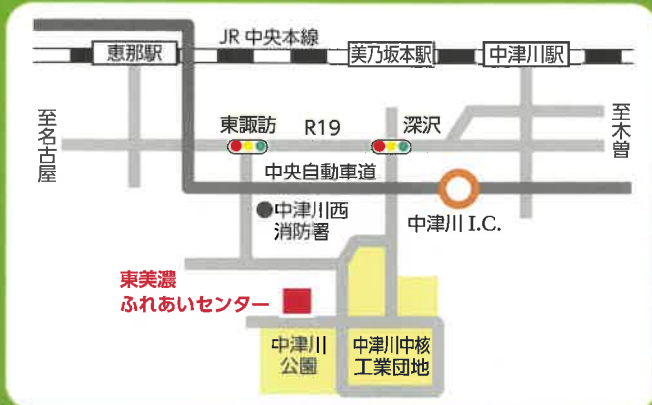 JR 中央本線
恵那駅
美乃坂本駅
中津川駅
至名古屋
東諏訪
R19
深沢
至木曽
中央自動車道
中津川西
消防署
中津川 I.C.
東美濃
ふれあいセンター
中津川
公園
中津川中核
工業団地